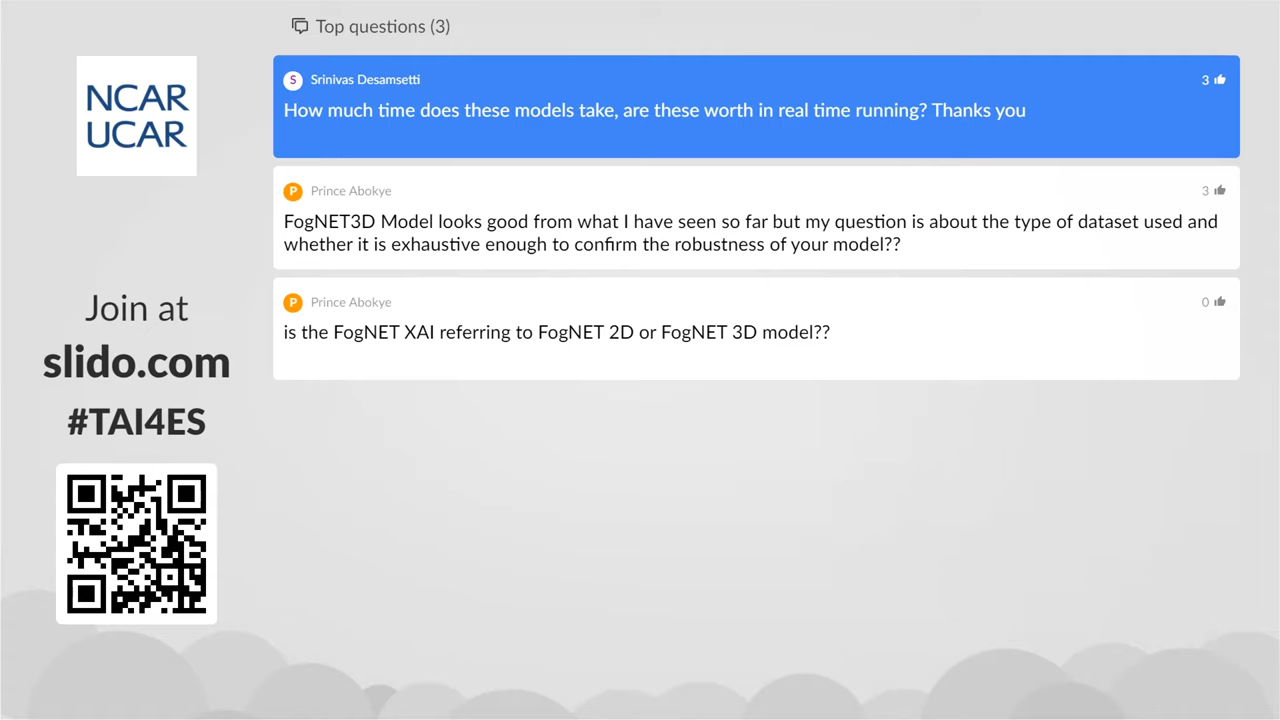 Top questions (3)
NCAR
UCAR
S Srinivas Desamsetti 3
How much time does these models take, are these worth in real time running? Thanks you
P Prince Abokye 3
FogNET3D Model looks good from what I have seen so far but my question is about the type of dataset used and
whether it is exhaustive enough to confirm the robustness of your model??
P Prince Abokye 0
is the FogNET XAI referring to FogNET 2D or FogNET 3D model??
Join at
slido.com
#TAI4ES